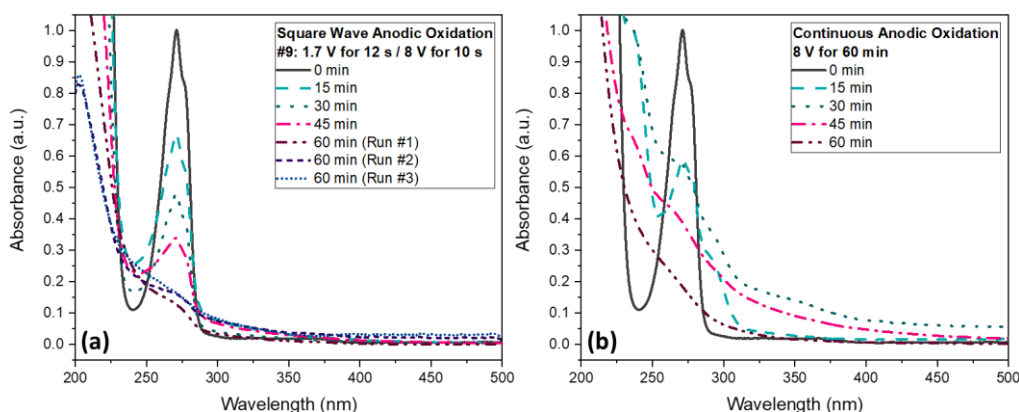 Square Wave Anodic Oxidation
#9: 1.7 V for 12 s / 8 V for 10 s
0 min
15 min
30 min
45 min
60 min (Run #1)
60 min (Run #2)
60 min (Run #3)
1.0
0.9
0.8
0.7
0.6
0.5
0.4
0.3
0.2
0.1
0.0
Absorbance (a.u.)
(a)
200 250 300 350 400 450 500
Wavelength (nm)
Continuous Anodic Oxidation
8 V for 60 min
0 min
15 min
30 min
45 min
60 min
1.0
0.9
0.8
0.7
0.6
0.5
0.4
0.3
0.2
0.1
0.0
Absorbance (a.u.)
(b)
200 250 300 350 400 450 500
Wavelength (nm)